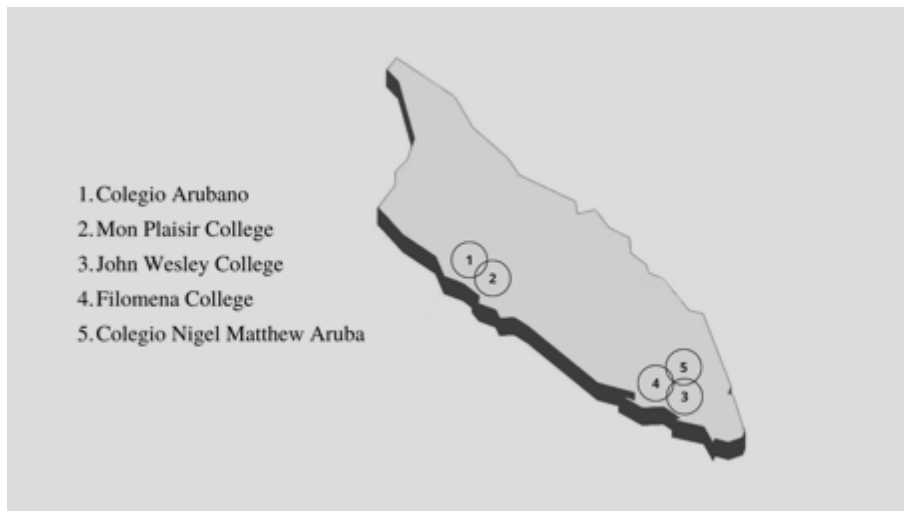 1. Colegio Arubano
2. Mon Plaisir College
3. John Wesley College
4. Filomena College
5. Colegio Nigel Matthew Aruba
1
2
5
4
3